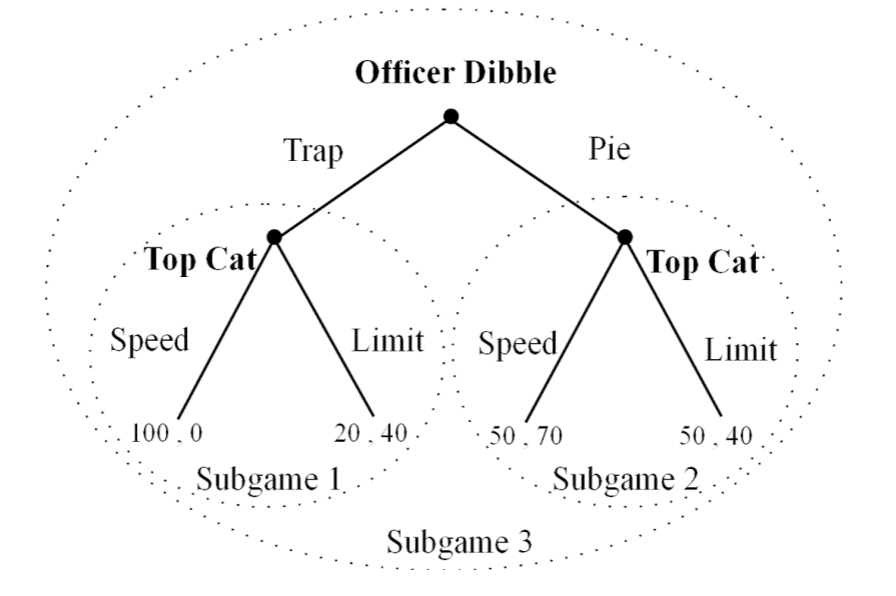 Officer Dibble
Trap
Pie
Top Cat
Top Cat
Speed
Limit
Speed
Limit
100 , 0
20 , 40
50 , 70
50 , 40
Subgame 1
Subgame 2
Subgame 3